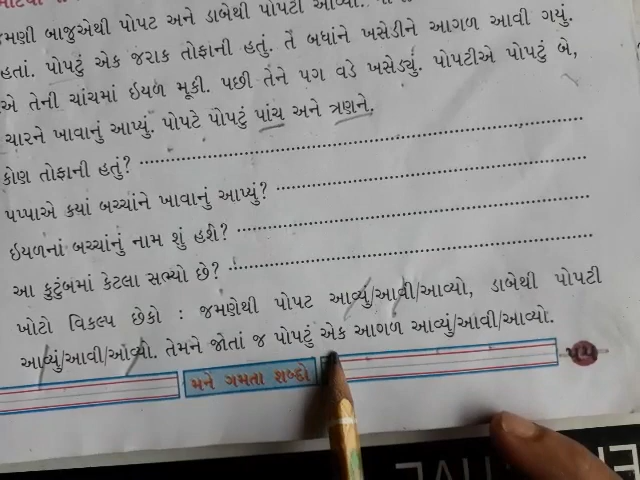 જમણી બાજુએથી પોપટ અને ડાબેથી પોપટી આવ્યાં.
હતાં. પોપટું એક જરાક તોફાની હતું. તે બધાંને ખસેડીને આગળ આવી ગયું.
એ તેની ચાંચમાં ઇયળ મૂકી. પછી તેને પગ વડે ખસેડ્યું. પોપટીએ પોપટું બે,
ચારને ખાવાનું આપ્યું. પોપટે પોપટું પાંચ અને ત્રણને.
કોણ તોફાની હતું?
પપ્પાએ કયાં બચ્ચાંને ખાવાનું આપ્યું?
ઇયળનાં બચ્ચાંનું નામ શું હશે?
આ કુટુંબમાં કેટલા સભ્યો છે?
ખોટો વિકલ્પ છેકો : જમણેથી પોપટ આવ્યું/આવી/આવ્યો, ડાબેથી પોપટી
આવ્યું/આવી/આવ્યો. તેમને જોતાં જ પોપટું એક આગળ આવ્યું/આવી/આવ્યો.
મને ગમતા શબ્દો